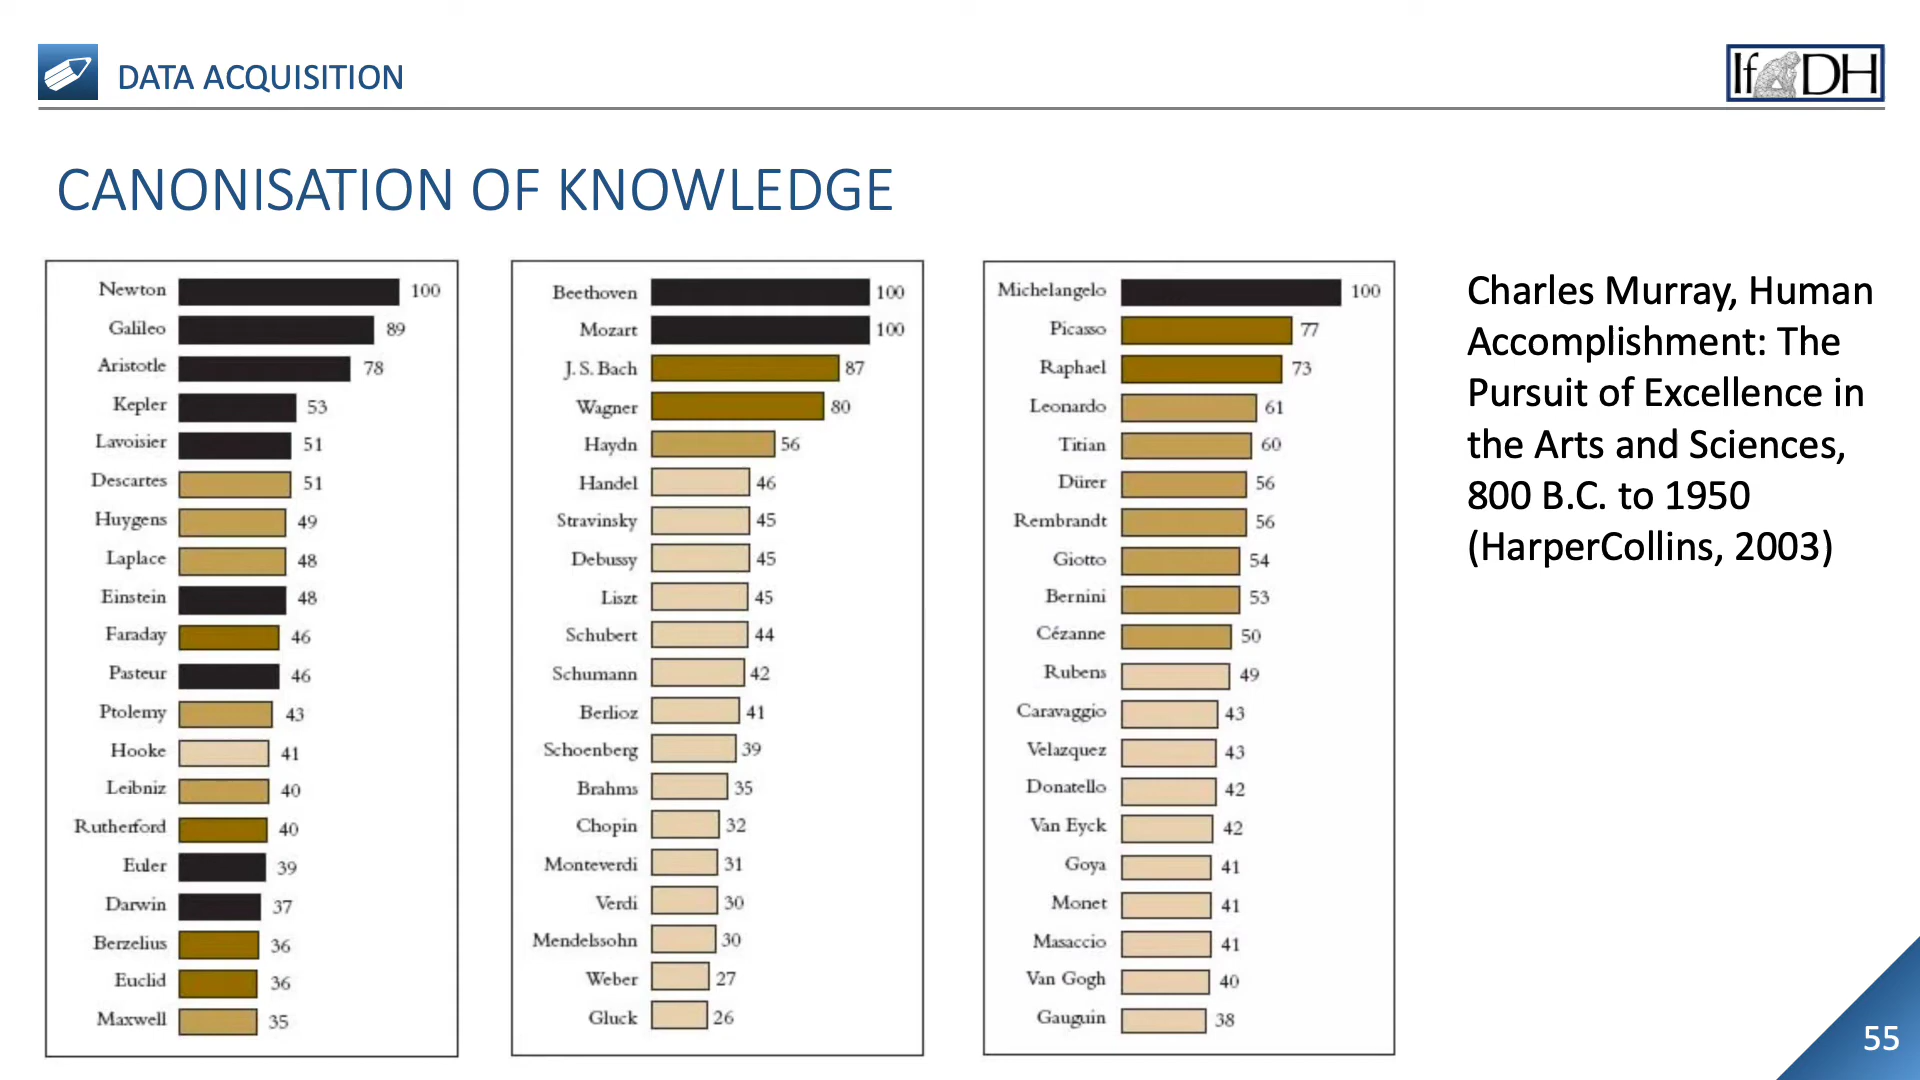 DATA ACQUISITION
IfDH
CANONISATION OF KNOWLEDGE
Newton 100
Galileo 89
Aristotle 78
Kepler 53
Lavoisier 51
Descartes 51
Huygens 49
Laplace 48
Einstein 48
Faraday 46
Pasteur 46
Ptolemy 43
Hooke 41
Leibniz 40
Rutherford 40
Euler 39
Darwin 37
Berzelius 36
Euclid 36
Maxwell 35
Beethoven 100
Mozart 100
J. S. Bach 87
Wagner 80
Haydn 56
Handel 46
Stravinsky 45
Debussy 45
Liszt 45
Schubert 44
Schumann 42
Berlioz 41
Schoenberg 39
Brahms 35
Chopin 32
Monteverdi 31
Verdi 30
Mendelssohn 30
Weber 27
Gluck 26
Michelangelo 100
Picasso 77
Raphael 73
Leonardo 61
Titian 60
Dürer 56
Rembrandt 56
Giotto 54
Bernini 53
Cézanne 50
Rubens 49
Caravaggio 43
Velazquez 43
Donatello 42
Van Eyck 42
Goya 41
Monet 41
Masaccio 41
Van Gogh 40
Gauguin 38
Charles Murray, Human
Accomplishment: The
Pursuit of Excellence in
the Arts and Sciences,
800 B.C. to 1950
(HarperCollins, 2003)
55